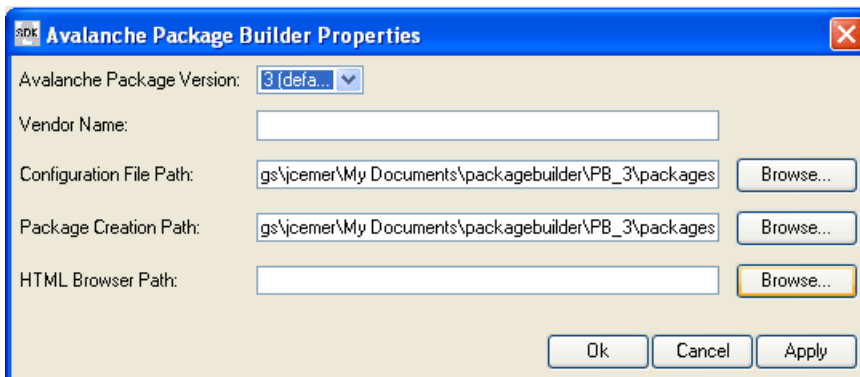 SDK Avalanche Package Builder Properties
Avalanche Package Version: 3 (defa...
Vendor Name:
Configuration File Path: gs\jcemer\My Documents\packagebuilder\PB_3\packages Browse...
Package Creation Path: gs\jcemer\My Documents\packagebuilder\PB_3\packages Browse...
HTML Browser Path: Browse...
Ok Cancel Apply